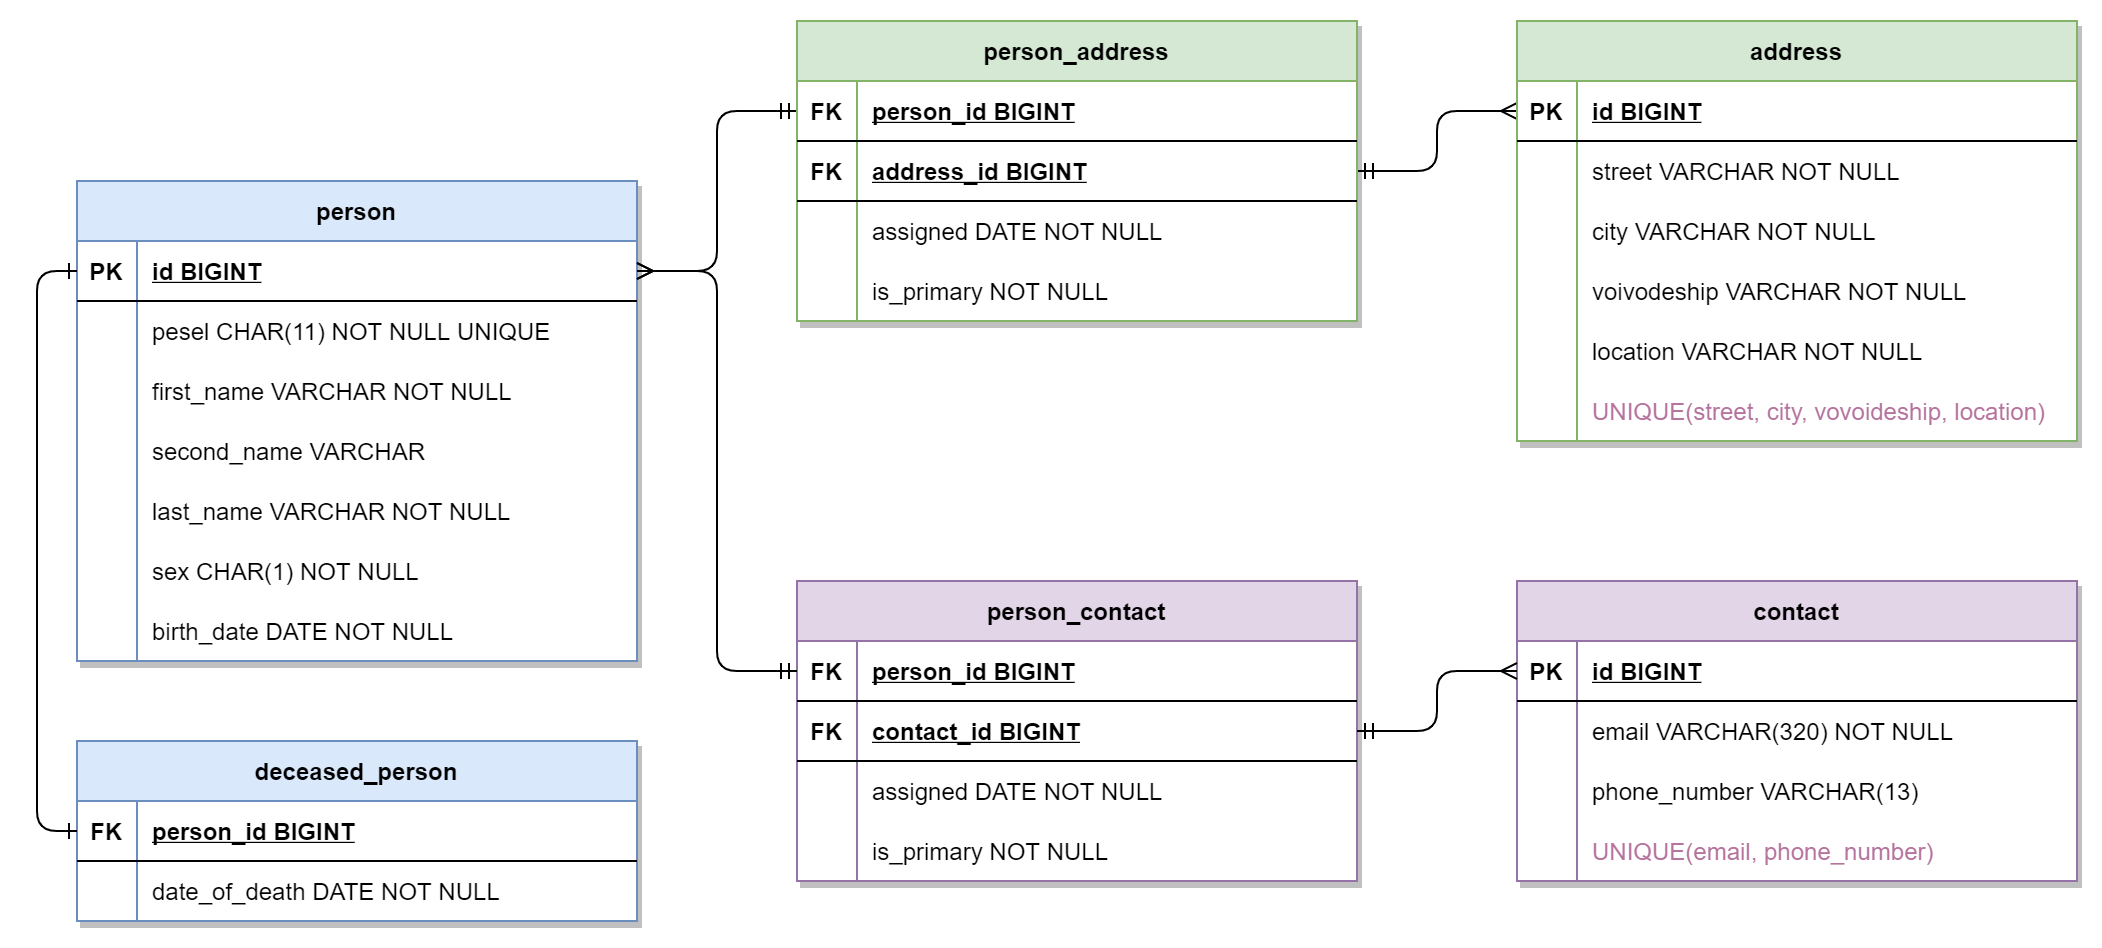 person
PK id BIGINT
pesel CHAR(11) NOT NULL UNIQUE
first_name VARCHAR NOT NULL
second_name VARCHAR
last_name VARCHAR NOT NULL
sex CHAR(1) NOT NULL
birth_date DATE NOT NULL
deceased_person
FK person_id BIGINT
date_of_death DATE NOT NULL
person_address
FK person_id BIGINT
FK address_id BIGINT
assigned DATE NOT NULL
is_primary NOT NULL
address
PK id BIGINT
street VARCHAR NOT NULL
city VARCHAR NOT NULL
voivodeship VARCHAR NOT NULL
location VARCHAR NOT NULL
UNIQUE(street, city, vovoideship, location)
person_contact
FK person_id BIGINT
FK contact_id BIGINT
assigned DATE NOT NULL
is_primary NOT NULL
contact
PK id BIGINT
email VARCHAR(320) NOT NULL
phone_number VARCHAR(13)
UNIQUE(email, phone_number)